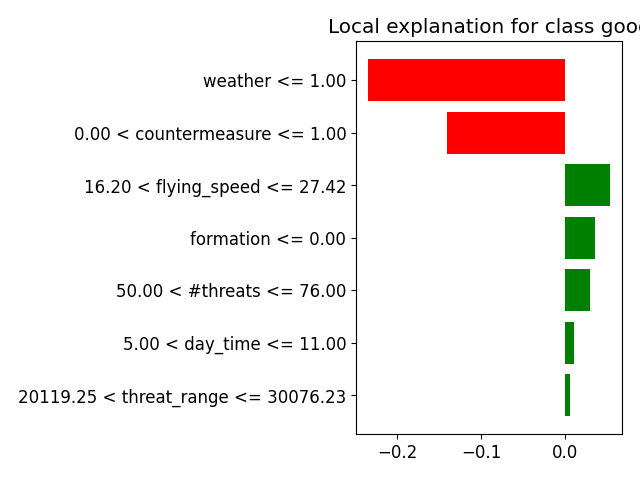 Local explanation for class goo
weather <= 1.00
0.00 < countermeasure <= 1.00
16.20 < flying_speed <= 27.42
formation <= 0.00
50.00 < #threats <= 76.00
5.00 < day_time <= 11.00
20119.25 < threat_range <= 30076.23
−0.2 −0.1 0.0